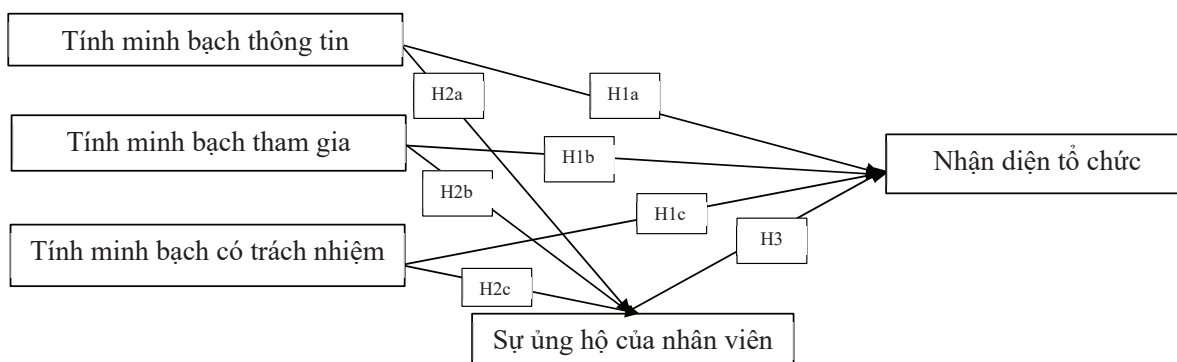 Tính minh bạch thông tin
H2a
H1a
Tính minh bạch tham gia
H1b
Nhận diện tổ chức
H2b
H1c
Tính minh bạch có trách nhiệm
H3
H2c
Sự ủng hộ của nhân viên